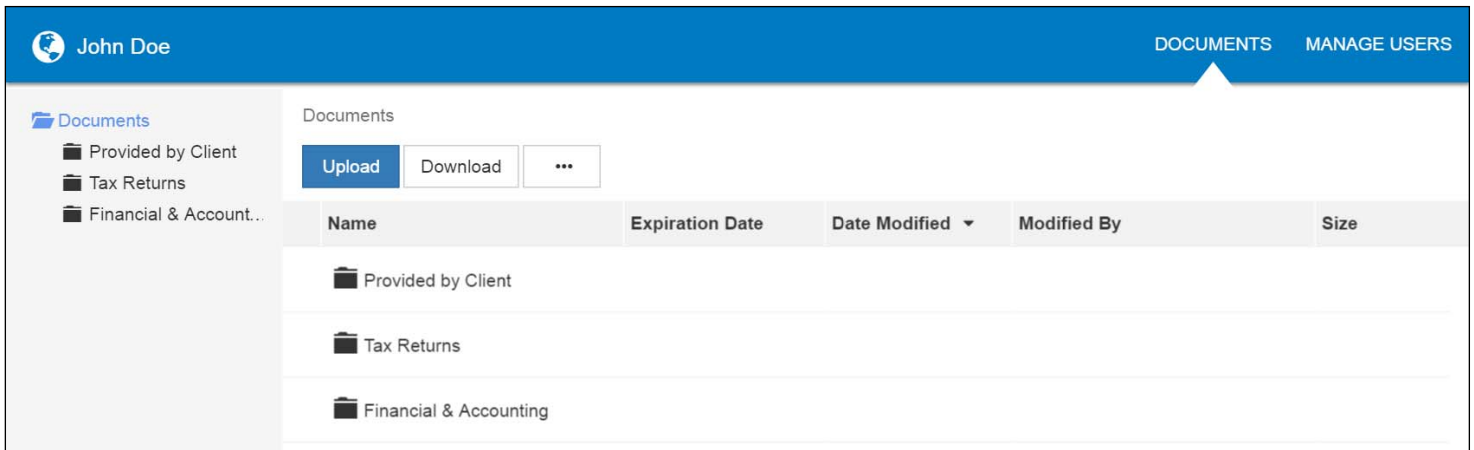 John Doe
DOCUMENTS MANAGE USERS
Documents
Provided by Client
Tax Returns
Financial & Account...
Documents
Upload Download •••
Name Expiration Date Date Modified Modified By Size
Provided by Client
Tax Returns
Financial & Accounting